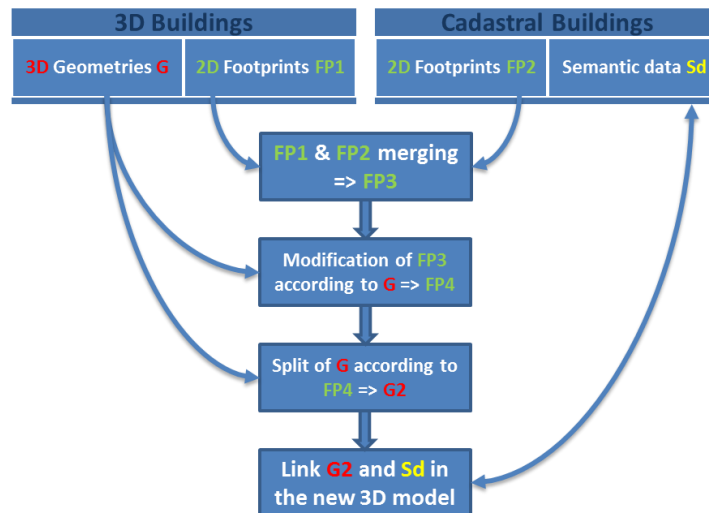 3D Buildings
Cadastral Buildings
3D Geometries G
2D Footprints FP1
2D Footprints FP2
Semantic data Sd
FP1 & FP2 merging
=> FP3
Modification of FP3
according to G => FP4
Split of G according to
FP4 => G2
Link G2 and Sd in
the new 3D model